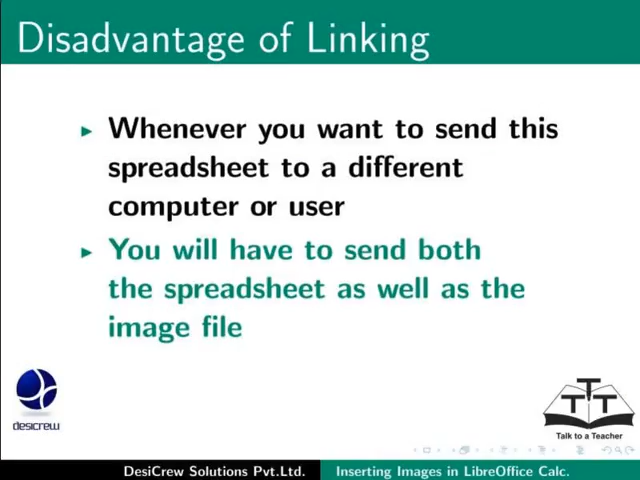 Disadvantage of Linking
Whenever you want to send this
spreadsheet to a different
computer or user
You will have to send both
the spreadsheet as well as the
image file
desicrew
T T T
Talk to a Teacher
DesiCrew Solutions Pvt.Ltd. Inserting Images in LibreOffice Calc.